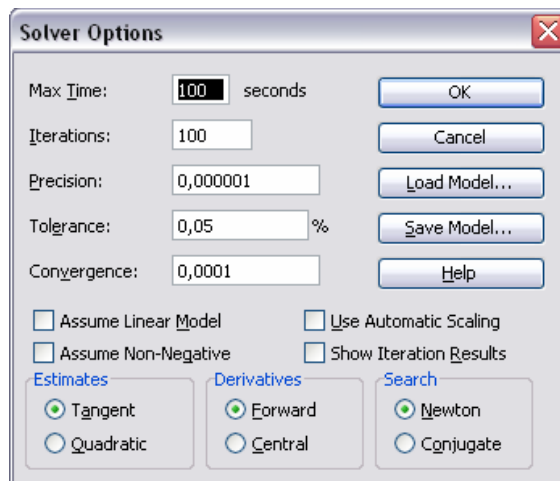 Solver Options
Max Time: 100 seconds
OK
Iterations: 100
Cancel
Precision: 0,000001
Load Model...
Tolerance: 0,05 %
Save Model...
Convergence: 0,0001
Help
Assume Linear Model
Use Automatic Scaling
Assume Non-Negative
Show Iteration Results
Estimates
Derivatives
Search
Tangent
Forward
Newton
Quadratic
Central
Conjugate